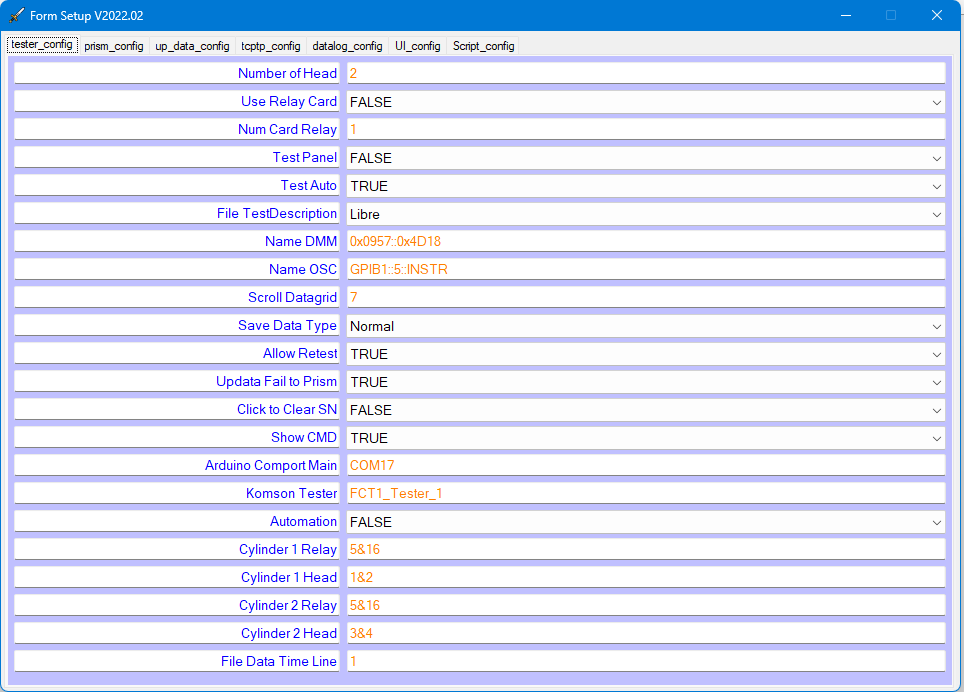 Form Setup V2022.02
tester_config prism_config up_data_config tcptp_config datalog_config UI_config Script_config
Number of Head 2
Use Relay Card FALSE
Num Card Relay 1
Test Panel FALSE
Test Auto TRUE
File TestDescription Libre
Name DMM 0x0957::0x4D18
Name OSC GPIB1::5::INSTR
Scroll Datagrid 7
Save Data Type Normal
Allow Retest TRUE
Updata Fail to Prism TRUE
Click to Clear SN FALSE
Show CMD TRUE
Arduino Comport Main COM17
Komson Tester FCT1_Tester_1
Automation FALSE
Cylinder 1 Relay 5&16
Cylinder 1 Head 1&2
Cylinder 2 Relay 5&16
Cylinder 2 Head 3&4
File Data Time Line 1